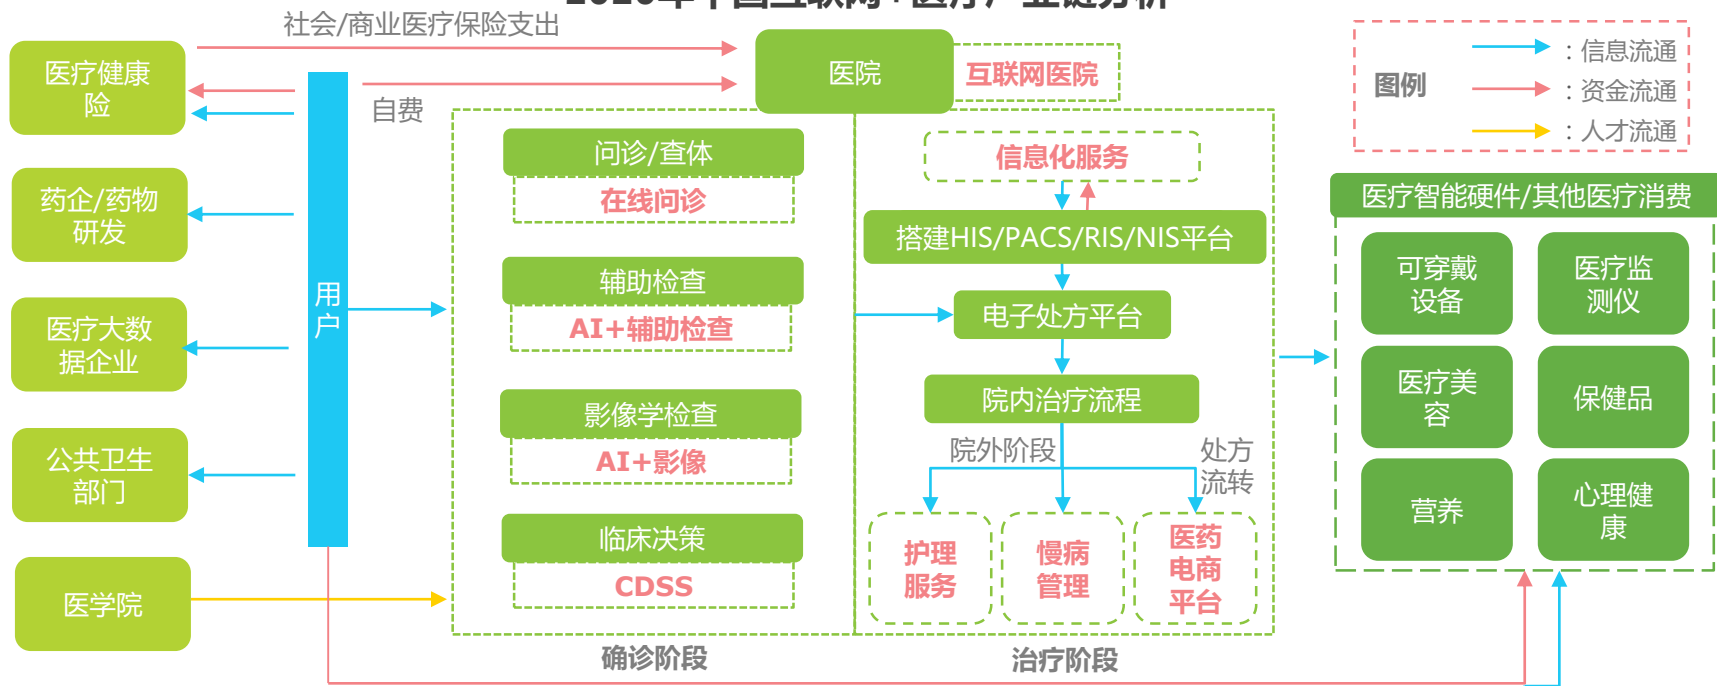 社会/商业医疗保险支出
医疗健康
险
自费
医院
互联网医院
图例
：信息流通
：资金流通
：人才流通
药企/药物
研发
医疗大数
据企业
公共卫生
部门
医学院
用
户
问诊/查体
在线问诊
辅助检查
AI+辅助检查
影像学检查
AI+影像
临床决策
CDSS
确诊阶段
信息化服务
搭建HIS/PACS/RIS/NIS平台
电子处方平台
院内治疗流程
院外阶段
处方
流转
护理
服务
慢病
管理
医药
电商
平台
治疗阶段
医疗智能硬件/其他医疗消费
可穿戴
设备
医疗监
测仪
医疗美
容
保健品
营养
心理健
康